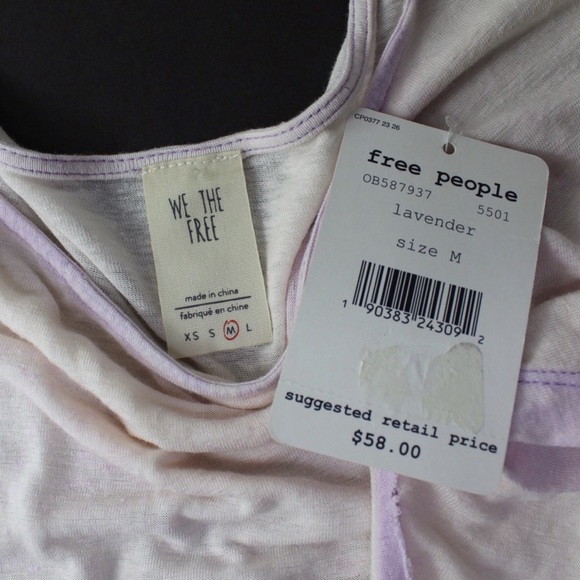 WE THE
FREE
made in china
fabriqué en chine
XS S M L
CP0377 23 26
free people
OB587937 5501
lavender
size M
1 90383 24309 2
suggested retail price
$58.00